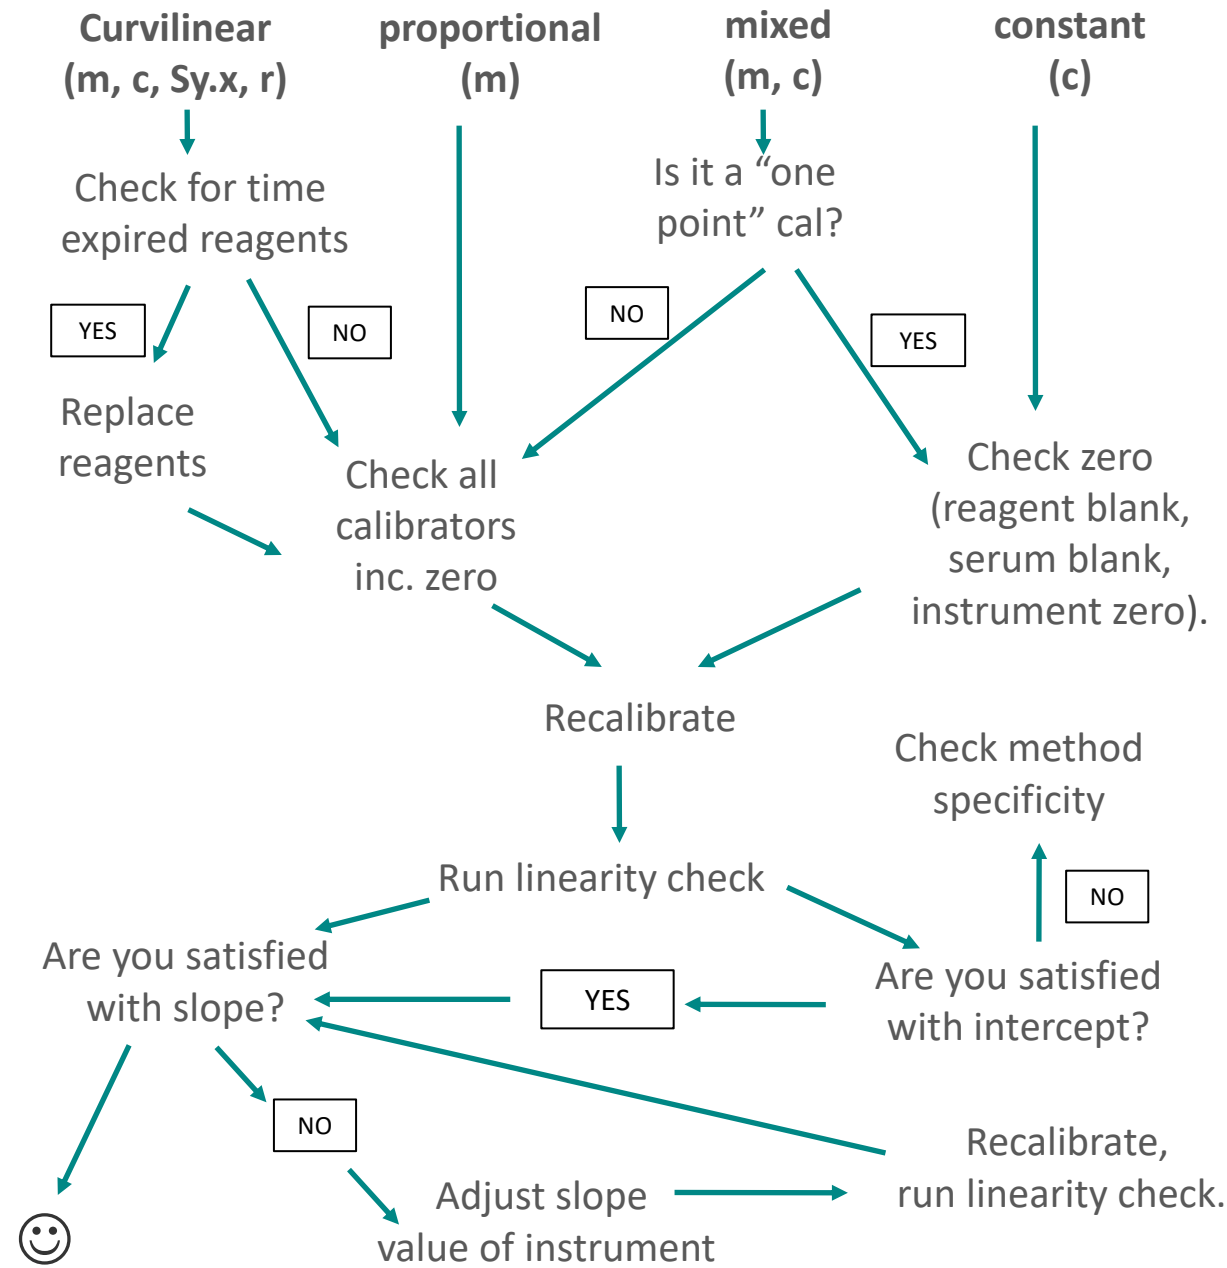 Curvilinear
(m, c, Sy.x, r)
proportional
(m)
mixed
(m, c)
constant
(c)
Check for time
expired reagents
Is it a “one
point” cal?
YES
NO
NO
YES
Replace
reagents
Check all
calibrators
inc. zero
Check zero
(reagent blank,
serum blank,
instrument zero).
Recalibrate
Check method
specificity
Run linearity check
NO
Are you satisfied
with slope?
YES
Are you satisfied
with intercept?
NO
Adjust slope
value of instrument
Recalibrate,
run linearity check.